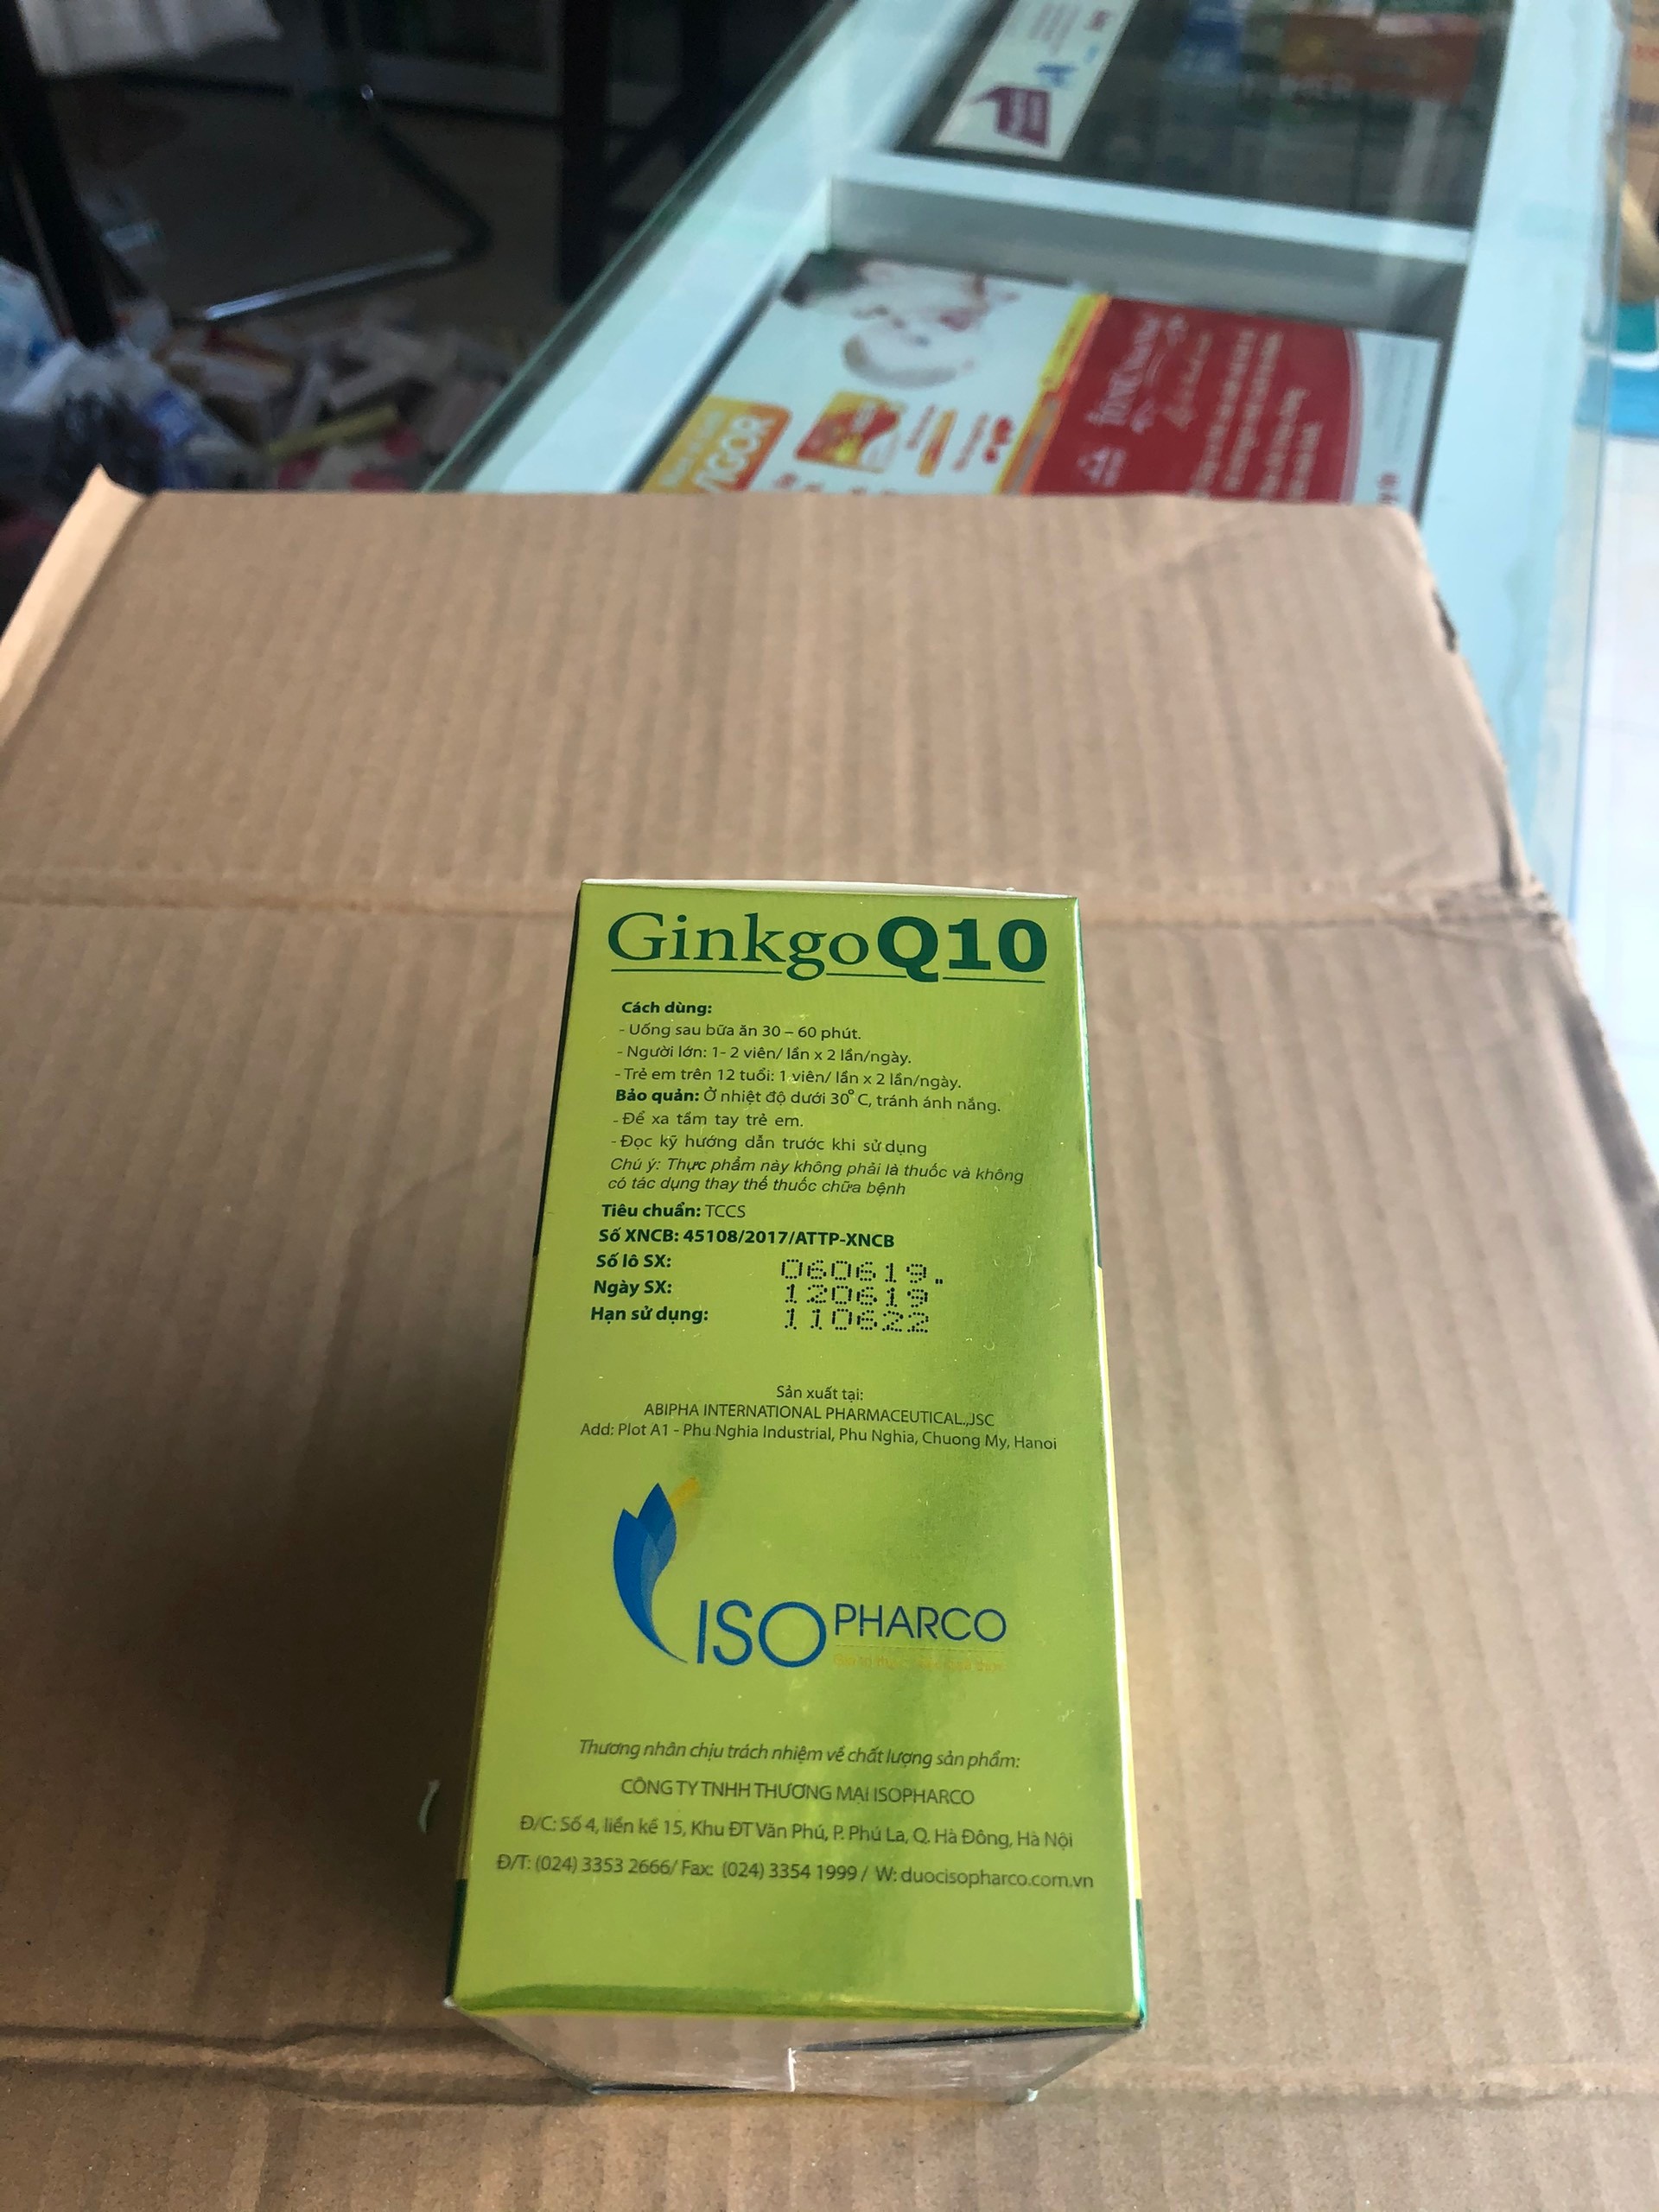 VIGOR
GinkgoQ10
Cách dùng:
- Uống sau bữa ăn 30 – 60 phút.
- Người lớn: 1- 2 viên/ lần x 2 lần/ngày.
- Trẻ em trên 12 tuổi: 1 viên/ lần x 2 lần/ngày.
Bảo quản: Ở nhiệt độ dưới 30° C, tránh ánh nắng.
- Để xa tầm tay trẻ em.
- Đọc kỹ hướng dẫn trước khi sử dụng
Chú ý: Thực phẩm này không phải là thuốc và không
có tác dụng thay thế thuốc chữa bệnh
Tiêu chuẩn: TCCS
Số XNCB: 45108/2017/ATTP-XNCB
Số lô SX: 060619..
Ngày SX: 120619
Hạn sử dụng: 110622
Sản xuất tại:
ABIPHA INTERNATIONAL PHARMACEUTICAL.,JSC
Add: Plot A1 - Phu Nghia Industrial, Phu Nghia, Chuong My, Hanoi
ISOPHARCO
Thương nhân chịu trách nhiệm về chất lượng sản phẩm:
CÔNG TY TNHH THƯƠNG MẠI ISOPHARCO
Đ/C: Số 4, liền kề 15, Khu ĐT Văn Phú, P. Phú La, Q. Hà Đông, Hà Nội
Đ/T: (024) 3353 2666/ Fax: (024) 3354 1999 / W: duocisopharco.com.vn